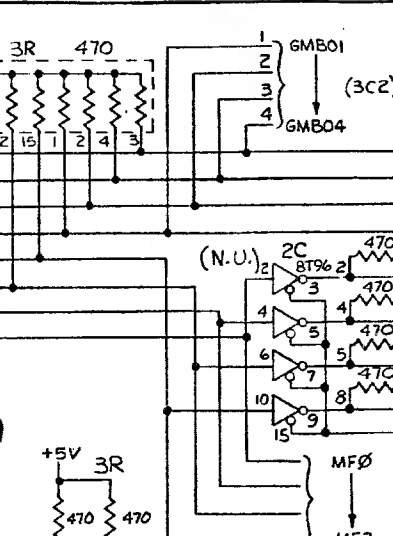 3R 470
1
2
3
4
GMB01
GMB04
(3C2)
2 15 1 2 4 3
(N.U.)
2C
8T96
2 3 2
470
4 5 4
470
6 7 5
470
10 9 8
470
15
+5V
3R
470 470
MFØ